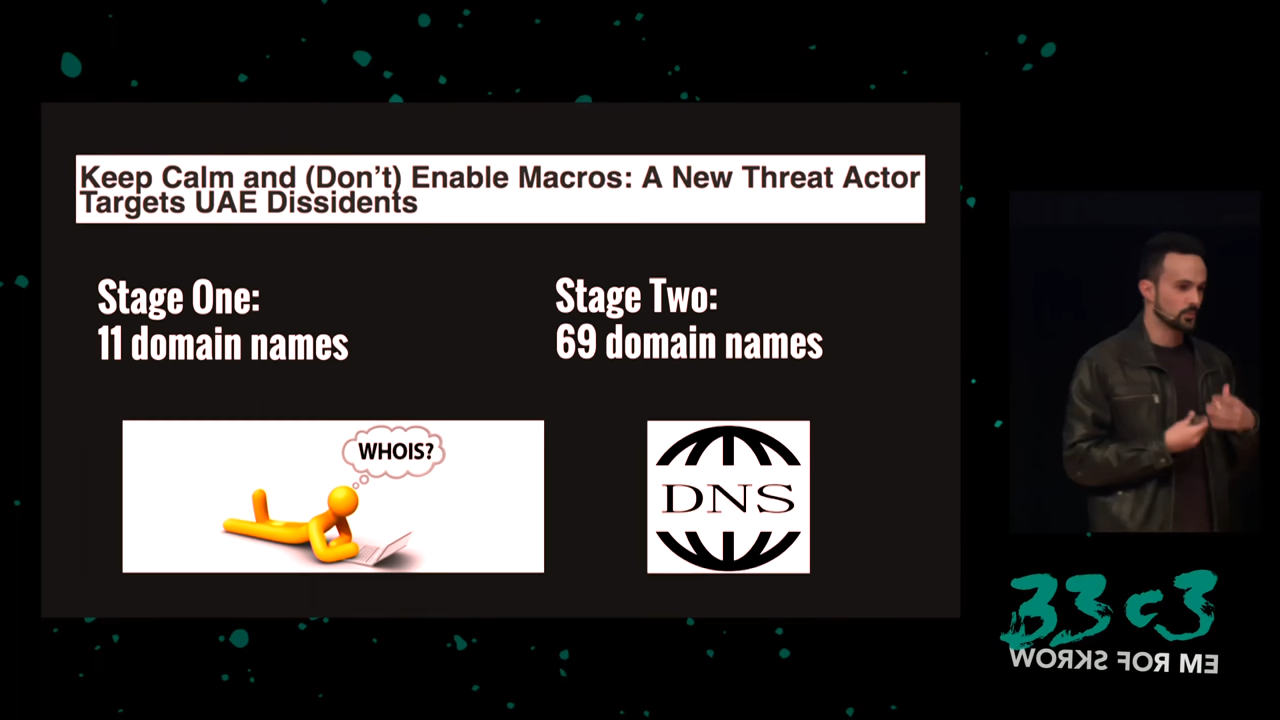 Keep Calm and (Don't) Enable Macros: A New Threat Actor
Targets UAE Dissidents
Stage One:
11 domain names
Stage Two:
69 domain names
WHOIS?
DNS
33c3
WORKS FOR ME